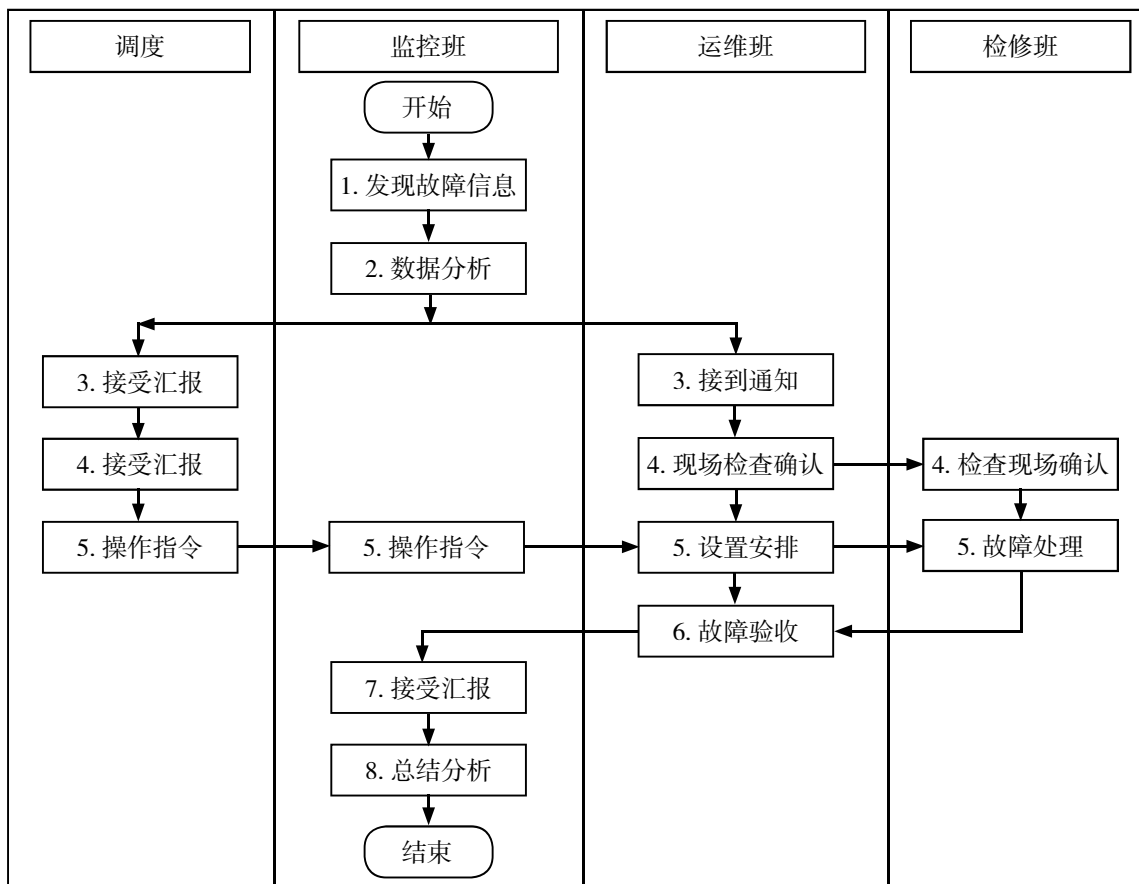 调度
监控班
运维班
检修班
开始
1. 发现故障信息
2. 数据分析
3. 接受汇报
3. 接到通知
4. 接受汇报
4. 现场检查确认
4. 检查现场确认
5. 操作指令
5. 操作指令
5. 设置安排
5. 故障处理
6. 故障验收
7. 接受汇报
8. 总结分析
结束